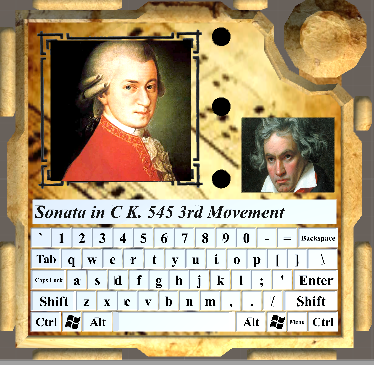 Sonata in C K. 545 3rd Movement
` 1 2 3 4 5 6 7 8 9 0 - = Backspace
Tab q w e r t y u i o p [ ] \
Caps Lock a s d f g h j k l ; ' Enter
Shift z x c v b n m , . / Shift
Ctrl Alt Alt Menu Ctrl